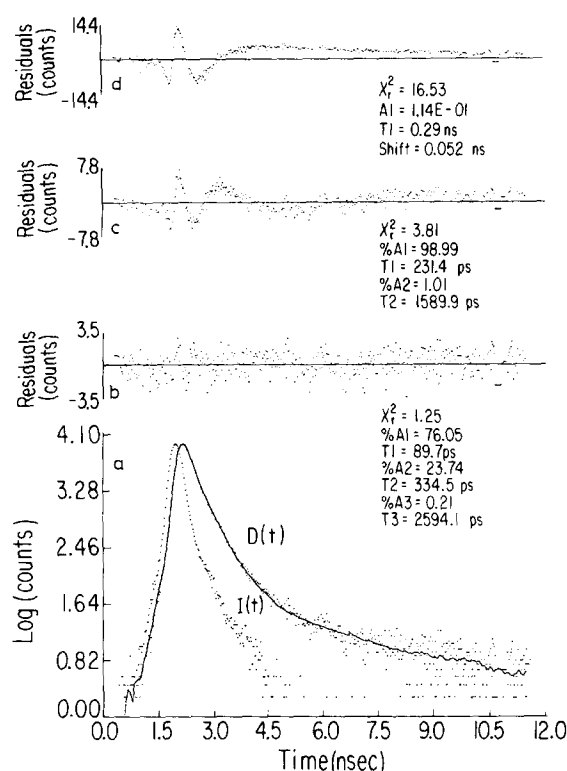 14.4
Residuals
(counts)
-14.4
d
χ²r = 16.53
A1 = 1.14E-01
T1 = 0.29 ns
Shift = 0.052 ns
7.8
Residuals
(counts)
-7.8
c
χ²r = 3.81
%A1 = 98.99
T1 = 231.4 ps
%A2 = 1.01
T2 = 1589.9 ps
3.5
Residuals
(counts)
-3.5
b
χ²r = 1.25
%A1 = 76.05
T1 = 89.7ps
%A2 = 23.74
T2 = 334.5 ps
%A3 = 0.21
T3 = 2594.1 ps
a
D(t)
I(t)
Log (counts)
4.10
3.28
2.46
1.64
0.82
0.00
0.0 1.5 3.0 4.5 6.0 7.5 9.0 10.5 12.0
Time(nsec)